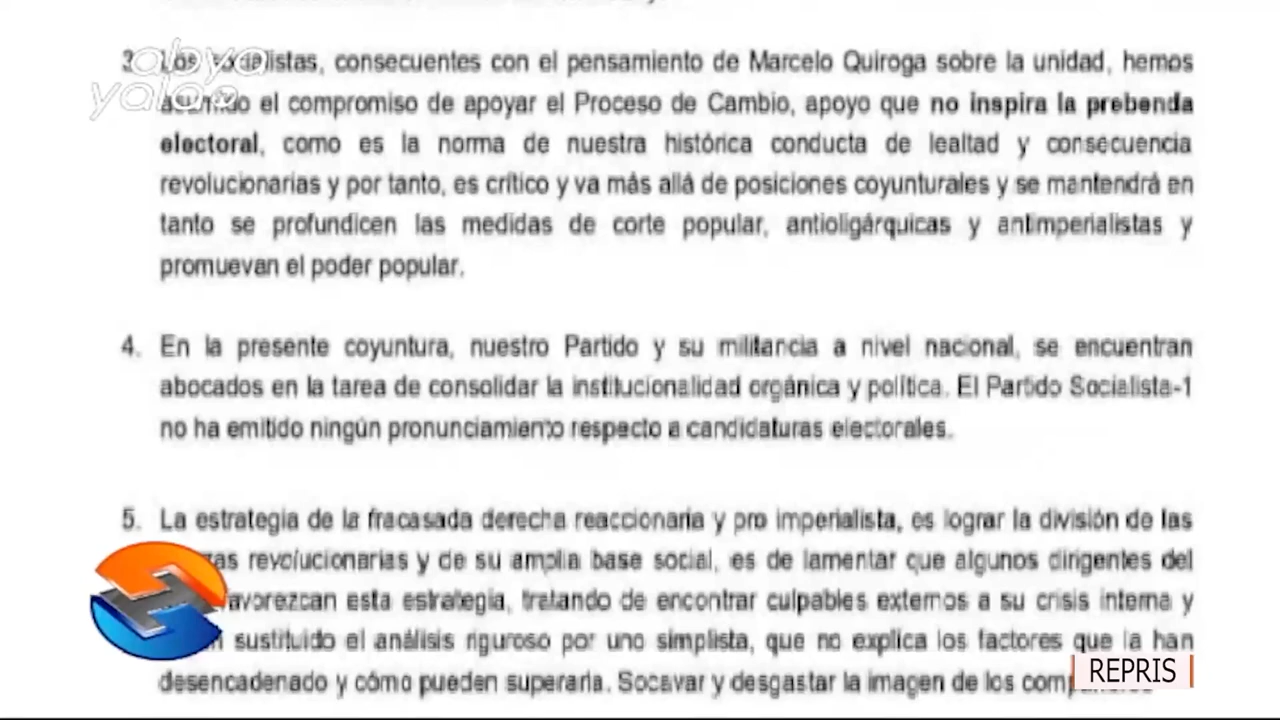 abya
yala
3. Los socialistas, consecuentes con el pensamiento de Marcelo Quiroga sobre la unidad, hemos
el compromiso de apoyar el Proceso de Cambio, apoyo que no inspira la prebenda
electoral, como es la norma de nuestra histórica conducta de lealtad y consecuencia
revolucionarias y por tanto, es crítico y va más allá de posiciones coyunturales y se mantendrá en
tanto se profundicen las medidas de corte popular, antioligárquicas y antimperialistas y
promuevan el poder popular.
4. En la presente coyuntura, nuestro Partido y su militancia a nivel nacional, se encuentran
abocados en la tarea de consolidar la institucionalidad orgánica y política. El Partido Socialista-1
no ha emitido ningún pronunciamiento respecto a candidaturas electorales.
5. La estrategia de la fracasada derecha reaccionaria y pro imperialista, es lograr la división de las
revolucionarias y de su amplia base social, es de lamentar que algunos dirigentes del
favorezcan esta estrategia, tratando de encontrar culpables externos a su crisis interna y
sustituido el análisis riguroso por uno simplista, que no explica los factores que la han
desencadenado y cómo pueden superarla. Socavar y desgastar la imagen de los
REPRIS